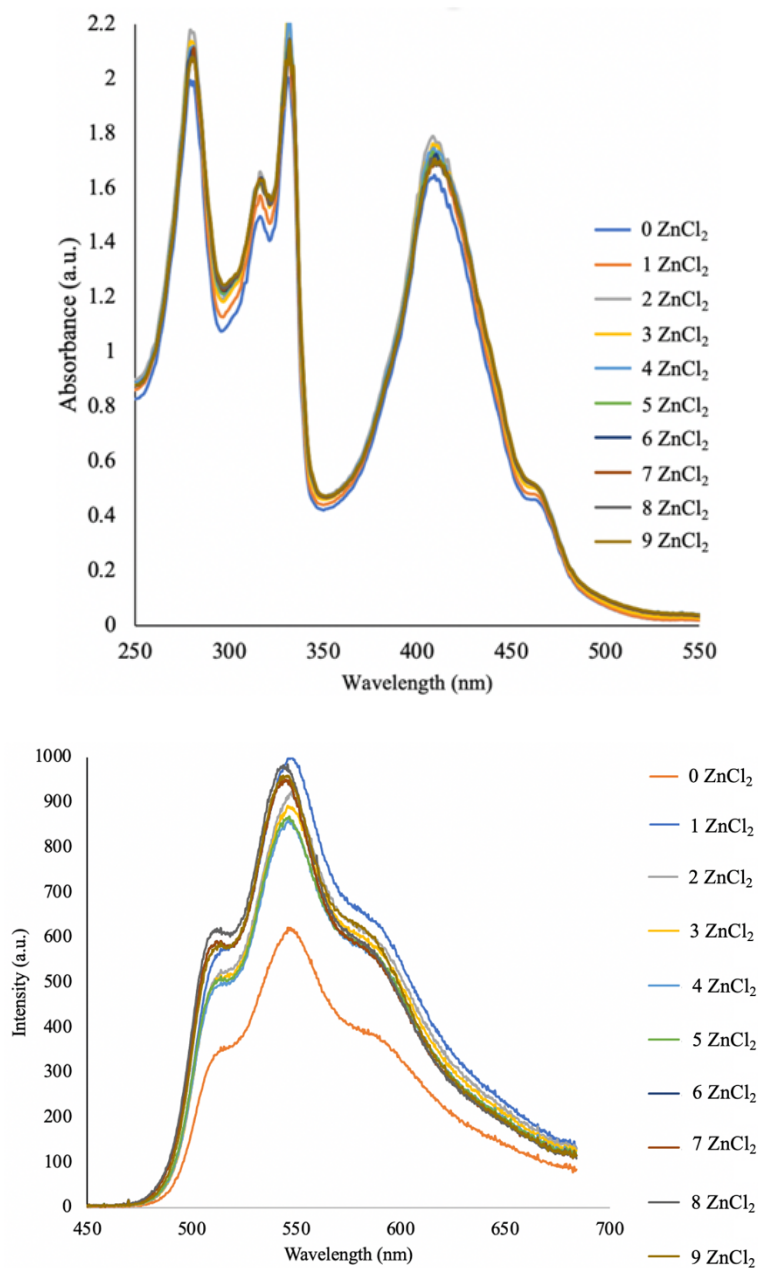 2.2
2
1.8
1.6
1.4
1.2
1
0.8
0.6
0.4
0.2
0
Absorbance (a.u.)
250 300 350 400 450 500 550
Wavelength (nm)
0 ZnCl₂
1 ZnCl₂
2 ZnCl₂
3 ZnCl₂
4 ZnCl₂
5 ZnCl₂
6 ZnCl₂
7 ZnCl₂
8 ZnCl₂
9 ZnCl₂
1000
900
800
700
600
500
400
300
200
100
0
Intensity (a.u.)
450 500 550 600 650 700
Wavelength (nm)
0 ZnCl₂
1 ZnCl₂
2 ZnCl₂
3 ZnCl₂
4 ZnCl₂
5 ZnCl₂
6 ZnCl₂
7 ZnCl₂
8 ZnCl₂
9 ZnCl₂